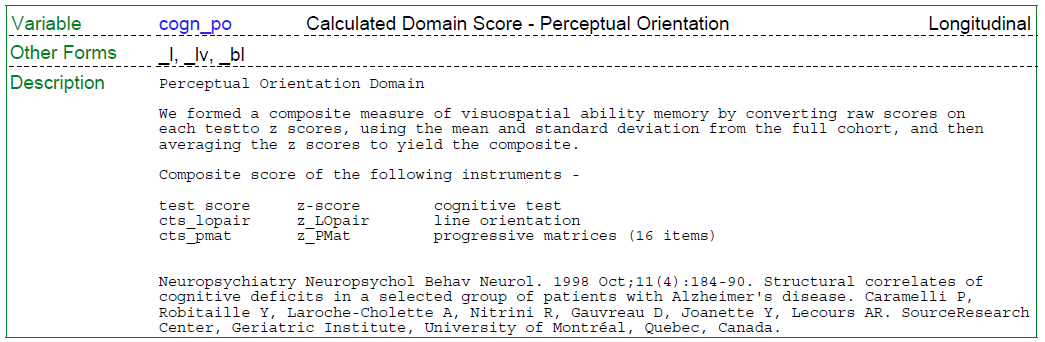 Variable cogn_po Calculated Domain Score - Perceptual Orientation Longitudinal
Other Forms _l, _lv, _bl
Description Perceptual Orientation Domain
We formed a composite measure of visuospatial ability memory by converting raw scores on
each testto z scores, using the mean and standard deviation from the full cohort, and then
averaging the z scores to yield the composite.
Composite score of the following instruments -
test score z-score cognitive test
cts_lopair z_LOpair line orientation
cts_pmat z_PMat progressive matrices (16 items)
Neuropsychiatry Neuropsychol Behav Neurol. 1998 Oct;11(4):184-90. Structural correlates of
cognitive deficits in a selected group of patients with Alzheimer's disease. Caramelli P,
Robitaille Y, Laroche-Cholette A, Nitrini R, Gauvreau D, Joanette Y, Lecours AR. SourceResearch
Center, Geriatric Institute, University of Montréal, Quebec, Canada.